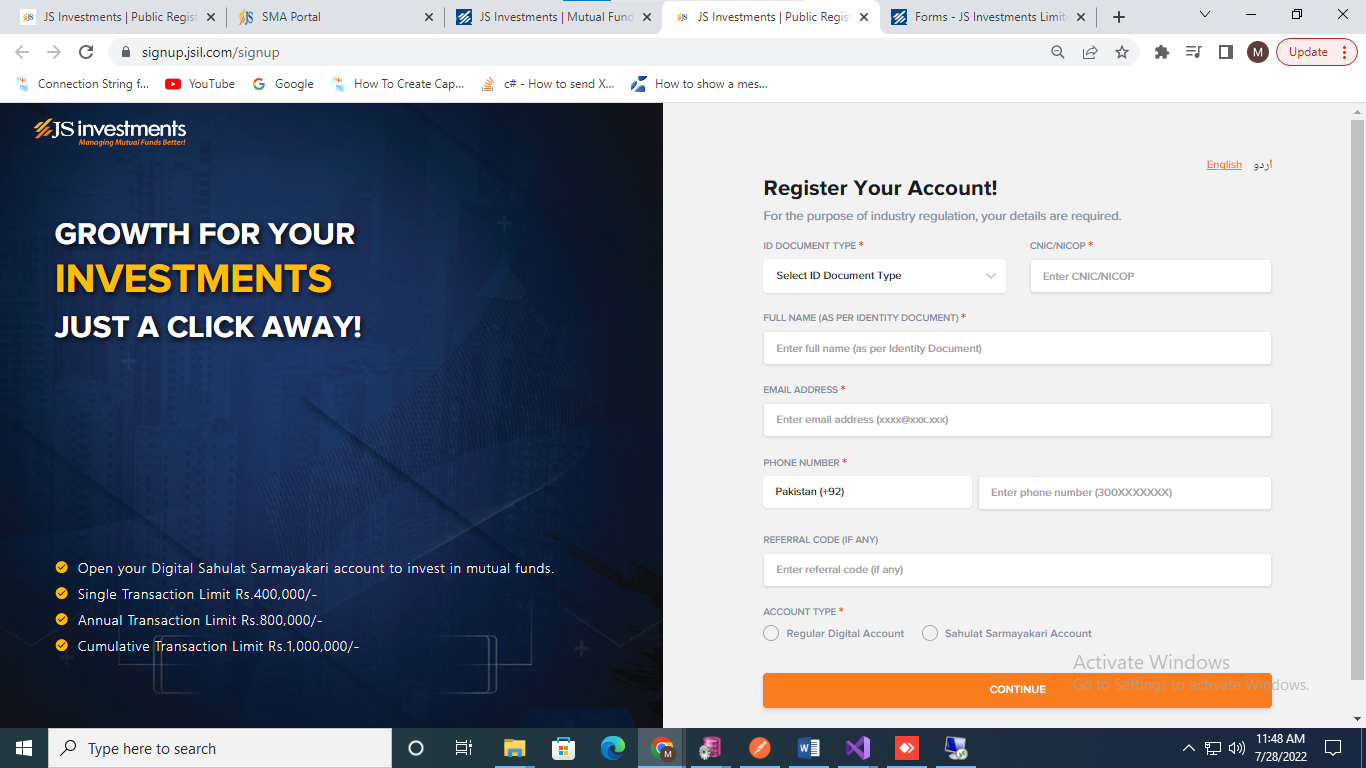 JS Investments | Public Regist
SMA Portal
JS Investments | Mutual Fund
JS Investments | Public Regist
Forms - JS Investments Limit
signup.jsil.com/signup
M
Update
Connection String f...
YouTube
Google
How To Create Cap...
c# - How to send X...
How to show a mes...
JS investments
Managing Mutual Funds Better!
GROWTH FOR YOUR
INVESTMENTS
JUST A CLICK AWAY!
Open your Digital Sahulat Sarmayakari account to invest in mutual funds.
Single Transaction Limit Rs.400,000/-
Annual Transaction Limit Rs.800,000/-
Cumulative Transaction Limit Rs.1,000,000/-
English اردو
Register Your Account!
For the purpose of industry regulation, your details are required.
ID DOCUMENT TYPE * CNIC/NICOP *
Select ID Document Type Enter CNIC/NICOP
FULL NAME (AS PER IDENTITY DOCUMENT) *
Enter full name (as per Identity Document)
EMAIL ADDRESS *
Enter email address (xxxx@xxx.xxx)
PHONE NUMBER *
Pakistan (+92) Enter phone number (300XXXXXXX)
REFERRAL CODE (IF ANY)
Enter referral code (if any)
ACCOUNT TYPE *
Regular Digital Account Sahulat Sarmayakari Account
Activate Windows
Go to Settings to activate Windows.
CONTINUE
Type here to search
11:48 AM
7/28/2022